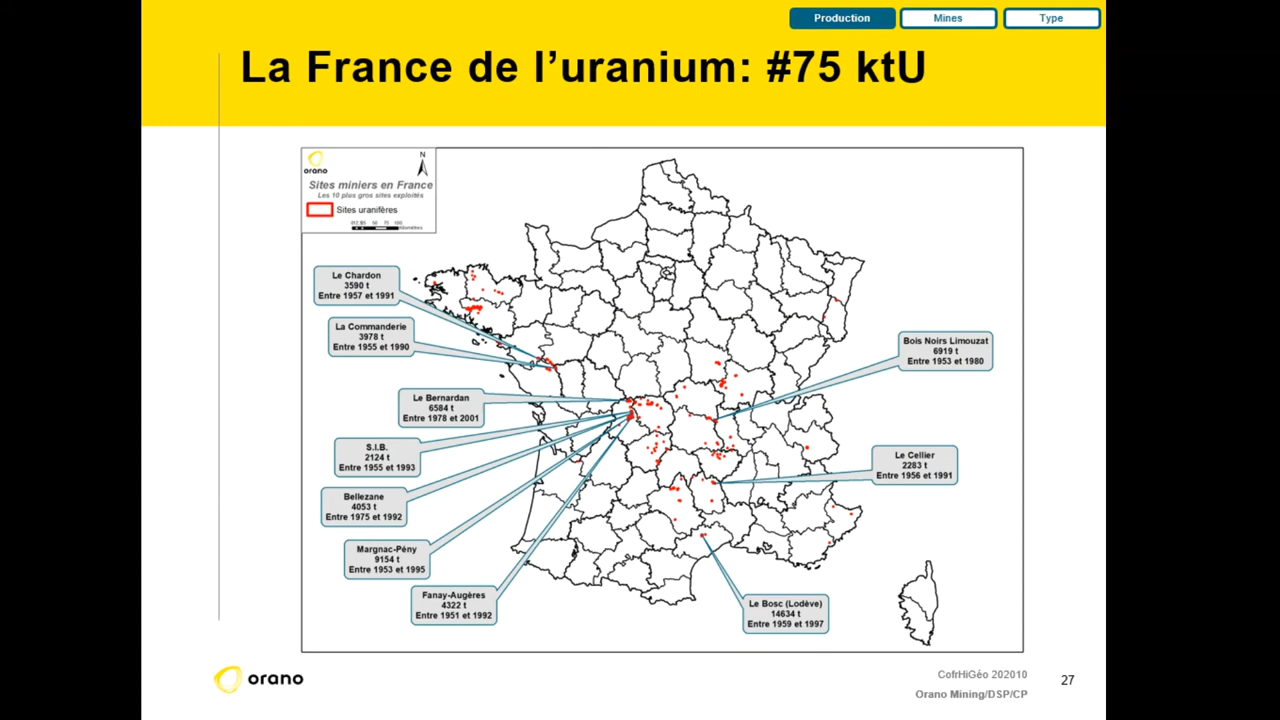 Production
Mines
Type
La France de l’uranium: #75 ktU
orano
N
Sites miniers en France
Les 10 plus gros sites exploités
Sites uranifères
Le Chardon
3590 t
Entre 1957 et 1991
La Commanderie
3978 t
Entre 1955 et 1990
Le Bernardan
6584 t
Entre 1978 et 2001
S.I.B.
2124 t
Entre 1955 et 1993
Bellezane
4053 t
Entre 1975 et 1992
Margnac-Pény
9154 t
Entre 1953 et 1995
Fanay-Augères
4322 t
Entre 1951 et 1992
Bois Noirs Limouzat
6919 t
Entre 1953 et 1980
Le Cellier
2283 t
Entre 1956 et 1991
Le Bosc (Lodève)
14634 t
Entre 1959 et 1997
orano
CofrHiGéo 202010
Orano Mining/DSP/CP
27